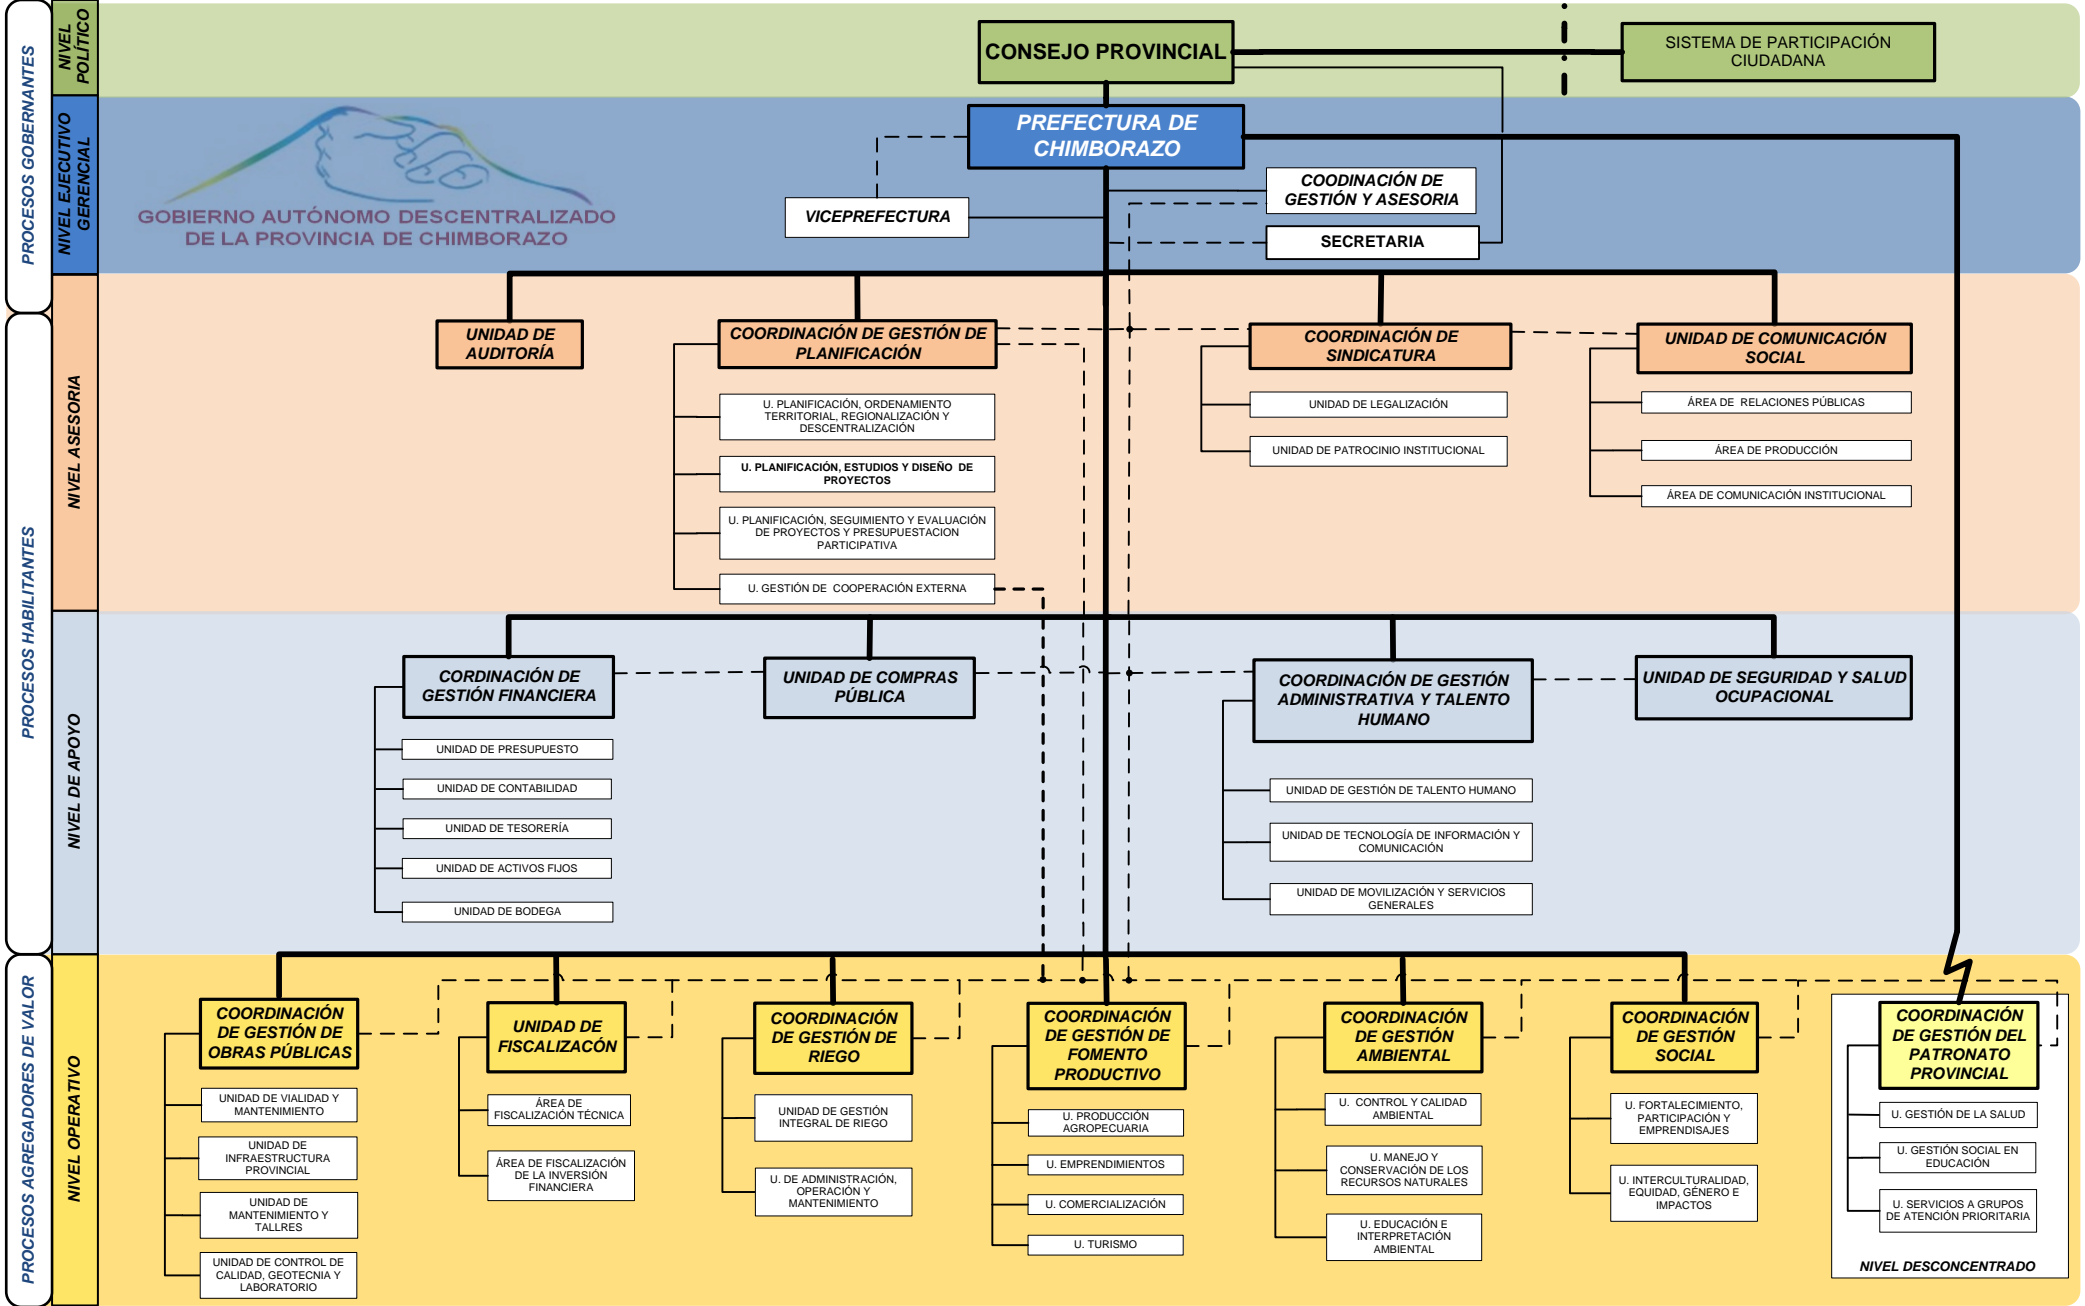 PROCESOS GOBERNANTES
NIVEL
POLÍTICO
CONSEJO PROVINCIAL
SISTEMA DE PARTICIPACIÓN
CIUDADANA
NIVEL EJECUTIVO
GERENCIAL
GOBIERNO AUTÓNOMO DESCENTRALIZADO
DE LA PROVINCIA DE CHIMBORAZO
PREFECTURA DE
CHIMBORAZO
VICEPREFECTURA
COODINACIÓN DE
GESTIÓN Y ASESORIA
SECRETARIA
PROCESOS HABILITANTES
NIVEL ASESORIA
UNIDAD DE
AUDITORÍA
COORDINACIÓN DE GESTIÓN DE
PLANIFICACIÓN
U. PLANIFICACIÓN, ORDENAMIENTO
TERRITORIAL, REGIONALIZACIÓN Y
DESCENTRALIZACIÓN
U. PLANIFICACIÓN, ESTUDIOS Y DISEÑO DE
PROYECTOS
U. PLANIFICACIÓN, SEGUIMIENTO Y EVALUACIÓN
DE PROYECTOS Y PRESUPUESTACION
PARTICIPATIVA
U. GESTIÓN DE COOPERACIÓN EXTERNA
COORDINACIÓN DE
SINDICATURA
UNIDAD DE LEGALIZACIÓN
UNIDAD DE PATROCINIO INSTITUCIONAL
UNIDAD DE COMUNICACIÓN
SOCIAL
ÁREA DE RELACIONES PÚBLICAS
ÁREA DE PRODUCCIÓN
ÁREA DE COMUNICACIÓN INSTITUCIONAL
NIVEL DE APOYO
CORDINACIÓN DE
GESTIÓN FINANCIERA
UNIDAD DE PRESUPUESTO
UNIDAD DE CONTABILIDAD
UNIDAD DE TESORERÍA
UNIDAD DE ACTIVOS FIJOS
UNIDAD DE BODEGA
UNIDAD DE COMPRAS
PÚBLICA
COORDINACIÓN DE GESTIÓN
ADMINISTRATIVA Y TALENTO
HUMANO
UNIDAD DE GESTIÓN DE TALENTO HUMANO
UNIDAD DE TECNOLOGÍA DE INFORMACIÓN Y
COMUNICACIÓN
UNIDAD DE MOVILIZACIÓN Y SERVICIOS
GENERALES
UNIDAD DE SEGURIDAD Y SALUD
OCUPACIONAL
PROCESOS AGREGADORES DE VALOR
NIVEL OPERATIVO
COORDINACIÓN
DE GESTIÓN DE
OBRAS PÚBLICAS
UNIDAD DE VIALIDAD Y
MANTENIMIENTO
UNIDAD DE
INFRAESTRUCTURA
PROVINCIAL
UNIDAD DE
MANTENIMIENTO Y
TALLRES
UNIDAD DE CONTROL DE
CALIDAD, GEOTECNIA Y
LABORATORIO
UNIDAD DE
FISCALIZACÓN
ÁREA DE
FISCALIZACIÓN TÉCNICA
ÁREA DE FISCALIZACIÓN
DE LA INVERSIÓN
FINANCIERA
COORDINACIÓN
DE GESTIÓN DE
RIEGO
UNIDAD DE GESTIÓN
INTEGRAL DE RIEGO
U. DE ADMINISTRACIÓN,
OPERACIÓN Y
MANTENIMIENTO
COORDINACIÓN
DE GESTIÓN DE
FOMENTO
PRODUCTIVO
U. PRODUCCIÓN
AGROPECUARIA
U. EMPRENDIMIENTOS
U. COMERCIALIZACIÓN
U. TURISMO
COORDINACIÓN
DE GESTIÓN
AMBIENTAL
U. CONTROL Y CALIDAD
AMBIENTAL
U. MANEJO Y
CONSERVACIÓN DE LOS
RECURSOS NATURALES
U. EDUCACIÓN E
INTERPRETACIÓN
AMBIENTAL
COORDINACIÓN
DE GESTIÓN
SOCIAL
U. FORTALECIMIENTO,
PARTICIPACIÓN Y
EMPRENDISAJES
U. INTERCULTURALIDAD,
EQUIDAD, GÉNERO E
IMPACTOS
COORDINACIÓN
DE GESTIÓN DEL
PATRONATO
PROVINCIAL
U. GESTIÓN DE LA SALUD
U. GESTIÓN SOCIAL EN
EDUCACIÓN
U. SERVICIOS A GRUPOS
DE ATENCIÓN PRIORITARIA
NIVEL DESCONCENTRADO